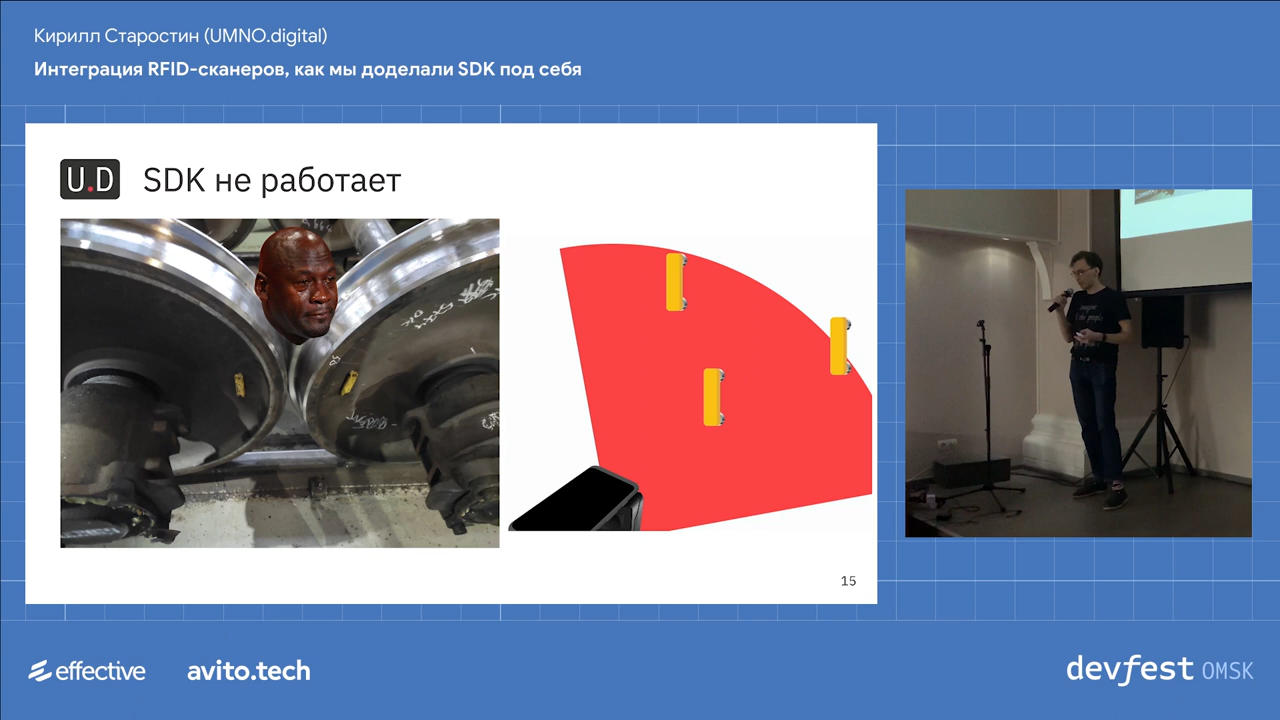 Кирилл Старостин (UMNO.digital)
Интеграция RFID-сканеров, как мы доделали SDK под себя
U.D SDK не работает
15
effective avito.tech devfest OMSK